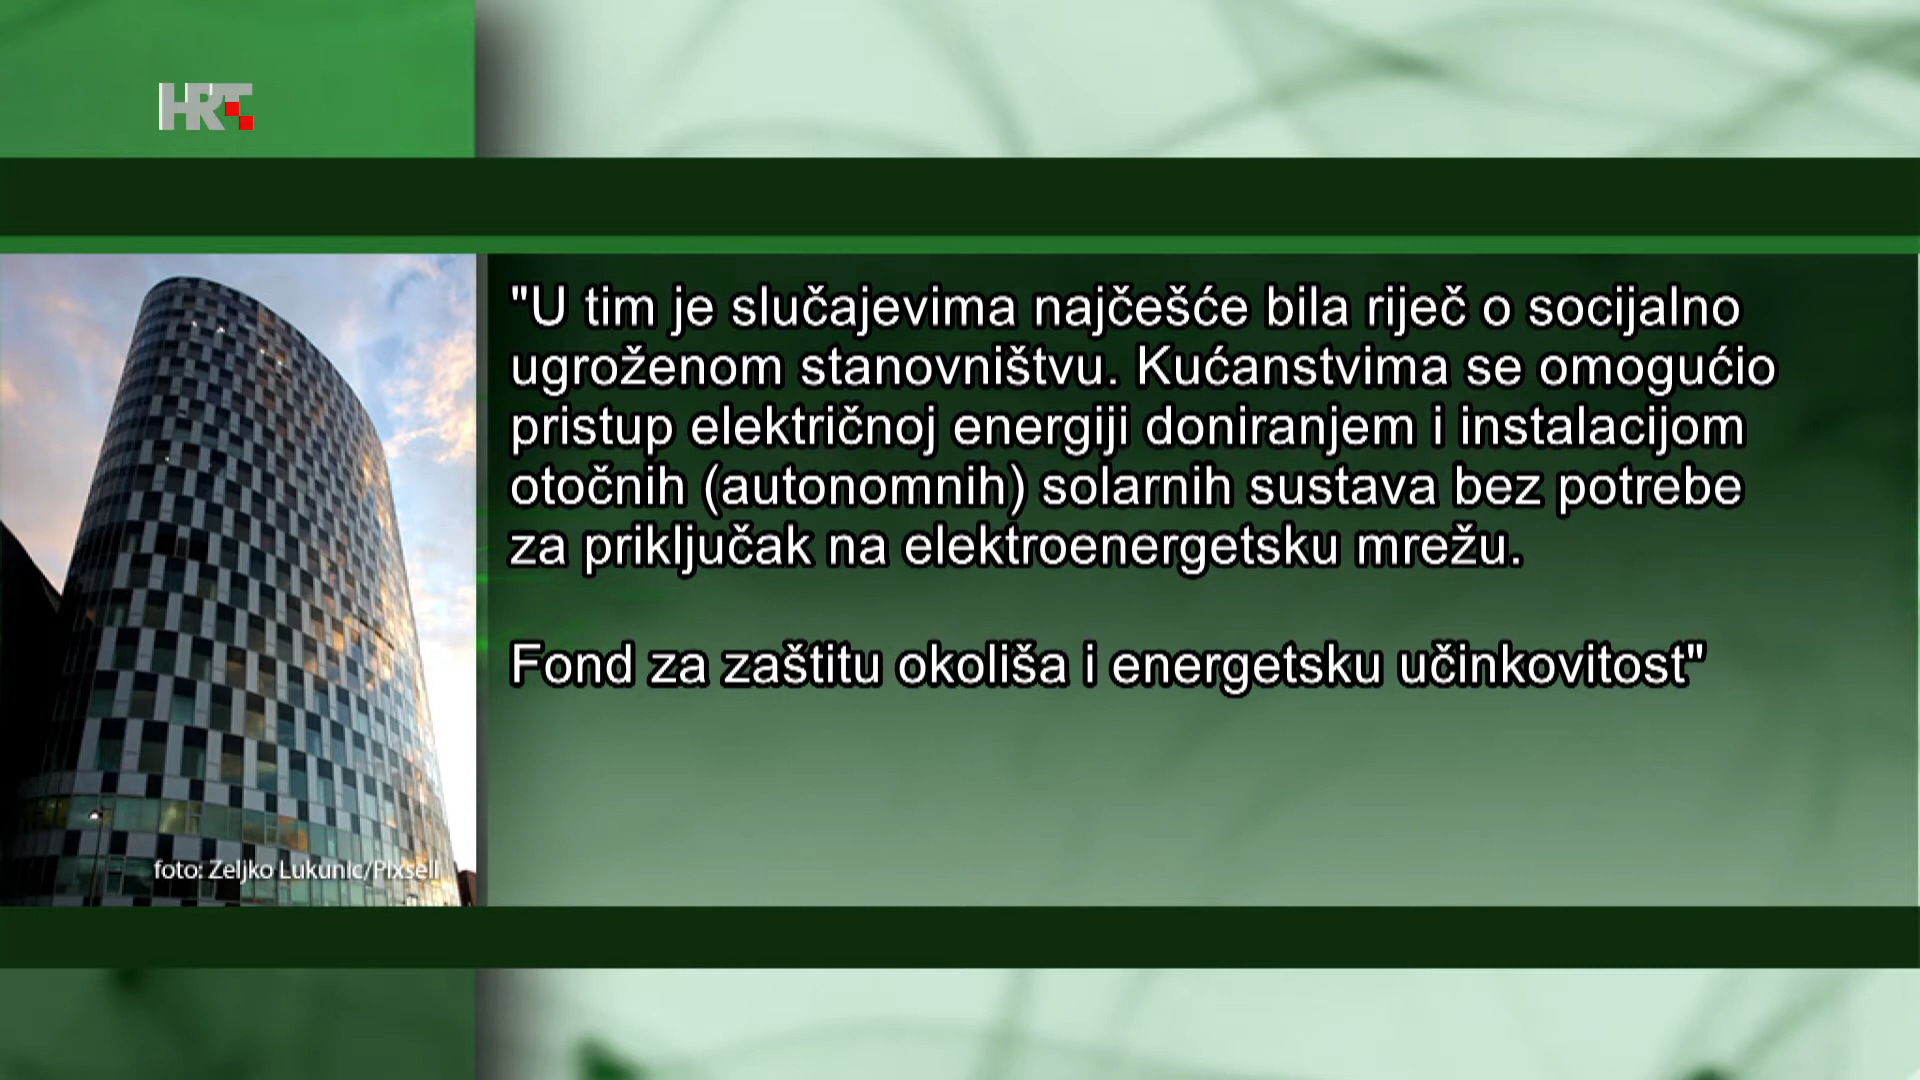 HRT
"U tim je slučajevima najčešće bila riječ o socijalno
ugroženom stanovništvu. Kućanstvima se omogućio
pristup električnoj energiji doniranjem i instalacijom
otočnih (autonomnih) solarnih sustava bez potrebe
za priključak na elektroenergetsku mrežu.
Fond za zaštitu okoliša i energetsku učinkovitost"
foto: Zeljko Lukunic/Pixsell